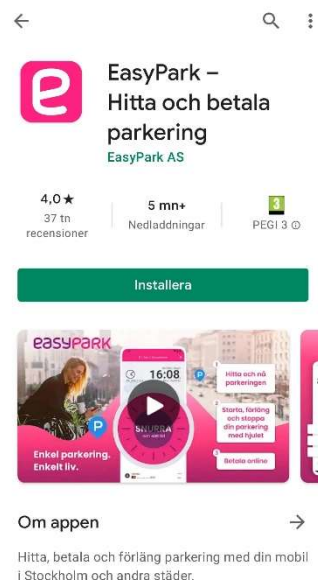 EasyPark –
Hitta och betala
parkering
EasyPark AS
4,0★
37 tn
recensioner
5 mn+
Nedladdningar
3
PEGI 3
Installera
easyPARK
16:08
SNURRA
Enkel parkering.
Enkelt liv.
Hitta och nå
parkeringen
Starta, förläng
och stoppa
din parkering
med hjulet
Betala online
Om appen
Hitta, betala och förläng parkering med din mobil
i Stockholm och andra städer.